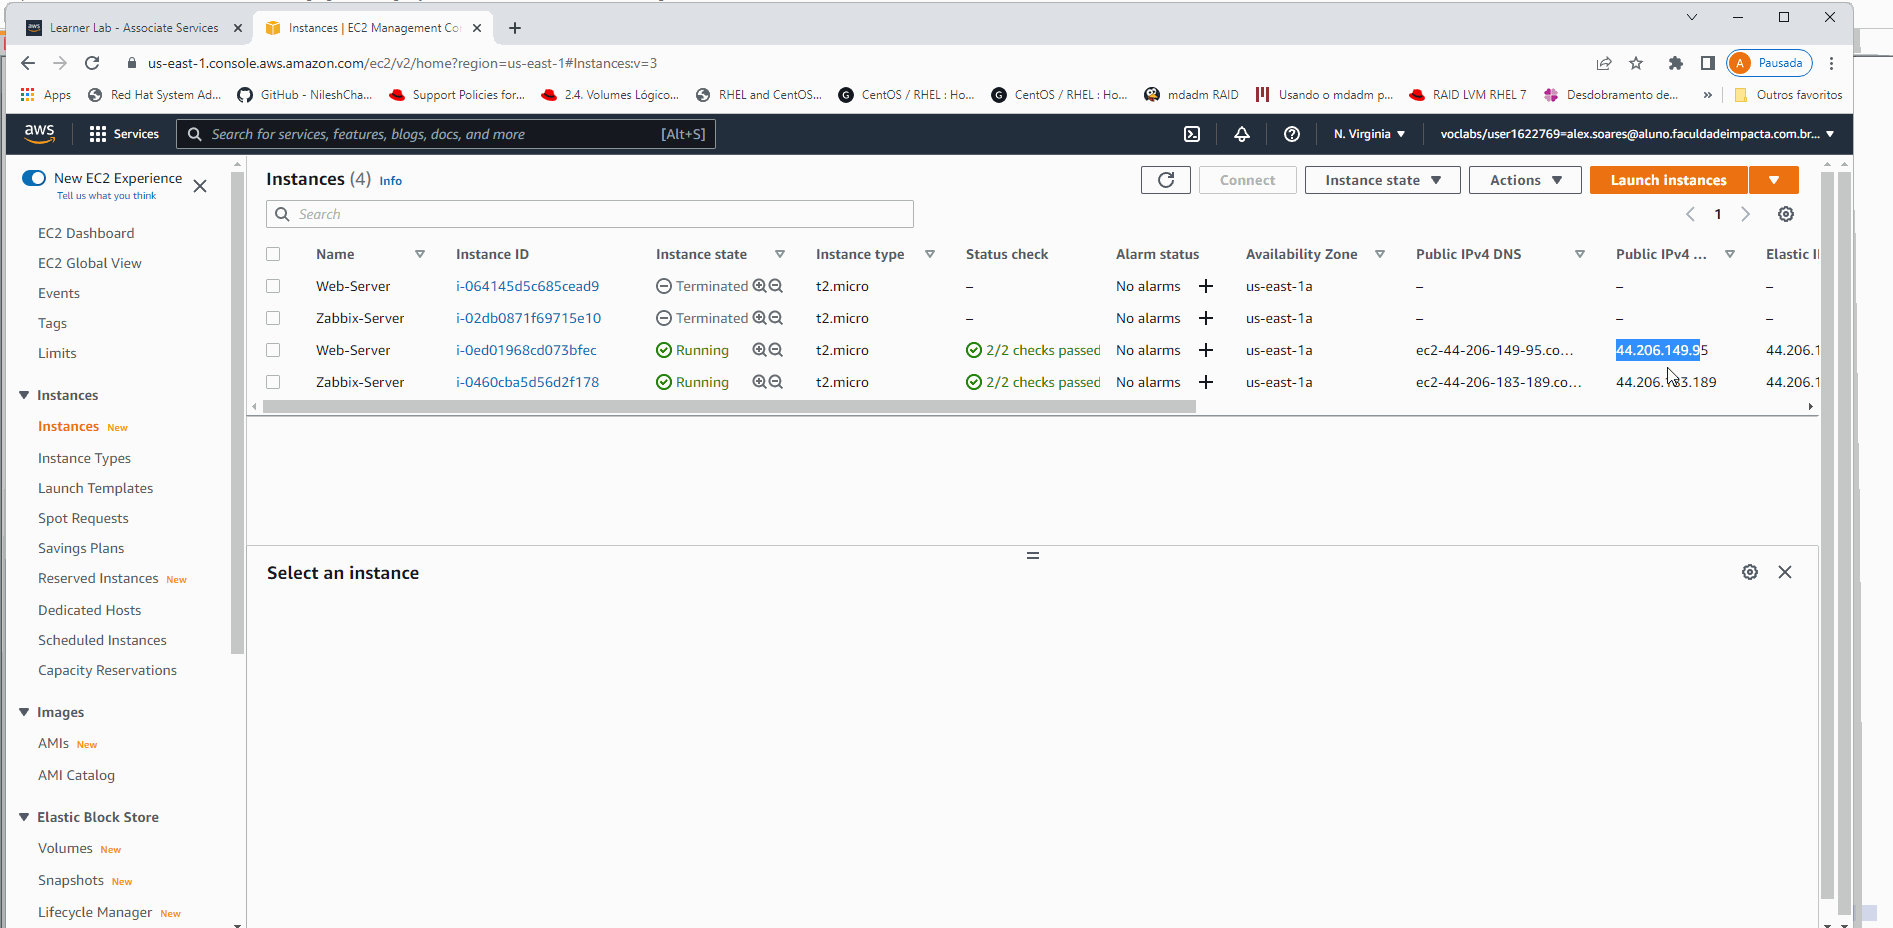 Learner Lab - Associate Services
Instances | EC2 Management Co
us-east-1.console.aws.amazon.com/ec2/v2/home?region=us-east-1#Instances:v=3
A Pausada
Apps
Red Hat System Ad...
GitHub - NileshCha...
Support Policies for...
2.4. Volumes Lógico...
RHEL and CentOS...
CentOS / RHEL : Ho...
CentOS / RHEL : Ho...
mdadm RAID
Usando o mdadm p...
RAID LVM RHEL 7
Desdobramento de...
»
Outros favoritos
aws
Services
Search for services, features, blogs, docs, and more
[Alt+S]
N. Virginia
voclabs/user1622769=alex.soares@aluno.faculdadeimpacta.com.br...
New EC2 Experience
Tell us what you think
EC2 Dashboard
EC2 Global View
Events
Tags
Limits
Instances
Instances New
Instance Types
Launch Templates
Spot Requests
Savings Plans
Reserved Instances New
Dedicated Hosts
Scheduled Instances
Capacity Reservations
Images
AMIs New
AMI Catalog
Elastic Block Store
Volumes New
Snapshots New
Lifecycle Manager New
Instances (4) Info
Connect
Instance state
Actions
Launch instances
Search
1
Name Instance ID Instance state Instance type Status check Alarm status Availability Zone Public IPv4 DNS Public IPv4 ... Elastic
Web-Server i-064145d5c685cead9 Terminated t2.micro – No alarms + us-east-1a – – –
Zabbix-Server i-02db0871f69715e10 Terminated t2.micro – No alarms + us-east-1a – – –
Web-Server i-0ed01968cd073bfec Running t2.micro 2/2 checks passed No alarms + us-east-1a ec2-44-206-149-95.co... 44.206.149.95 44.206.1
Zabbix-Server i-0460cba5d56d2f178 Running t2.micro 2/2 checks passed No alarms + us-east-1a ec2-44-206-183-189.co... 44.206.183.189 44.206.1
Select an instance